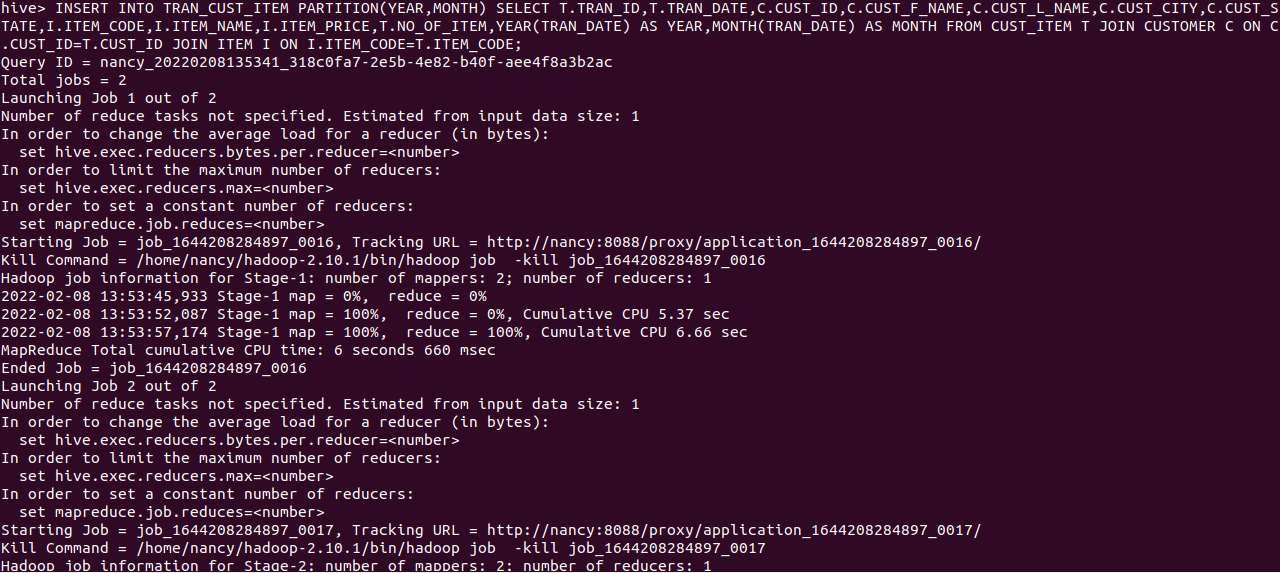 hive> INSERT INTO TRAN_CUST_ITEM PARTITION(YEAR,MONTH) SELECT T.TRAN_ID,T.TRAN_DATE,C.CUST_ID,C.CUST_F_NAME,C.CUST_L_NAME,C.CUST_CITY,C.CUST_S
TATE,I.ITEM_CODE,I.ITEM_NAME,I.ITEM_PRICE,T.NO_OF_ITEM,YEAR(TRAN_DATE) AS YEAR,MONTH(TRAN_DATE) AS MONTH FROM CUST_ITEM T JOIN CUSTOMER C ON C
.CUST_ID=T.CUST_ID JOIN ITEM I ON I.ITEM_CODE=T.ITEM_CODE;
Query ID = nancy_20220208135341_318c0fa7-2e5b-4e82-b40f-aee4f8a3b2ac
Total jobs = 2
Launching Job 1 out of 2
Number of reduce tasks not specified. Estimated from input data size: 1
In order to change the average load for a reducer (in bytes):
  set hive.exec.reducers.bytes.per.reducer=<number>
In order to limit the maximum number of reducers:
  set hive.exec.reducers.max=<number>
In order to set a constant number of reducers:
  set mapreduce.job.reduces=<number>
Starting Job = job_1644208284897_0016, Tracking URL = http://nancy:8088/proxy/application_1644208284897_0016/
Kill Command = /home/nancy/hadoop-2.10.1/bin/hadoop job  -kill job_1644208284897_0016
Hadoop job information for Stage-1: number of mappers: 2; number of reducers: 1
2022-02-08 13:53:45,933 Stage-1 map = 0%,  reduce = 0%
2022-02-08 13:53:52,087 Stage-1 map = 100%,  reduce = 0%, Cumulative CPU 5.37 sec
2022-02-08 13:53:57,174 Stage-1 map = 100%,  reduce = 100%, Cumulative CPU 6.66 sec
MapReduce Total cumulative CPU time: 6 seconds 660 msec
Ended Job = job_1644208284897_0016
Launching Job 2 out of 2
Number of reduce tasks not specified. Estimated from input data size: 1
In order to change the average load for a reducer (in bytes):
  set hive.exec.reducers.bytes.per.reducer=<number>
In order to limit the maximum number of reducers:
  set hive.exec.reducers.max=<number>
In order to set a constant number of reducers:
  set mapreduce.job.reduces=<number>
Starting Job = job_1644208284897_0017, Tracking URL = http://nancy:8088/proxy/application_1644208284897_0017/
Kill Command = /home/nancy/hadoop-2.10.1/bin/hadoop job  -kill job_1644208284897_0017
Hadoop job information for Stage-2: number of mappers: 2; number of reducers: 1